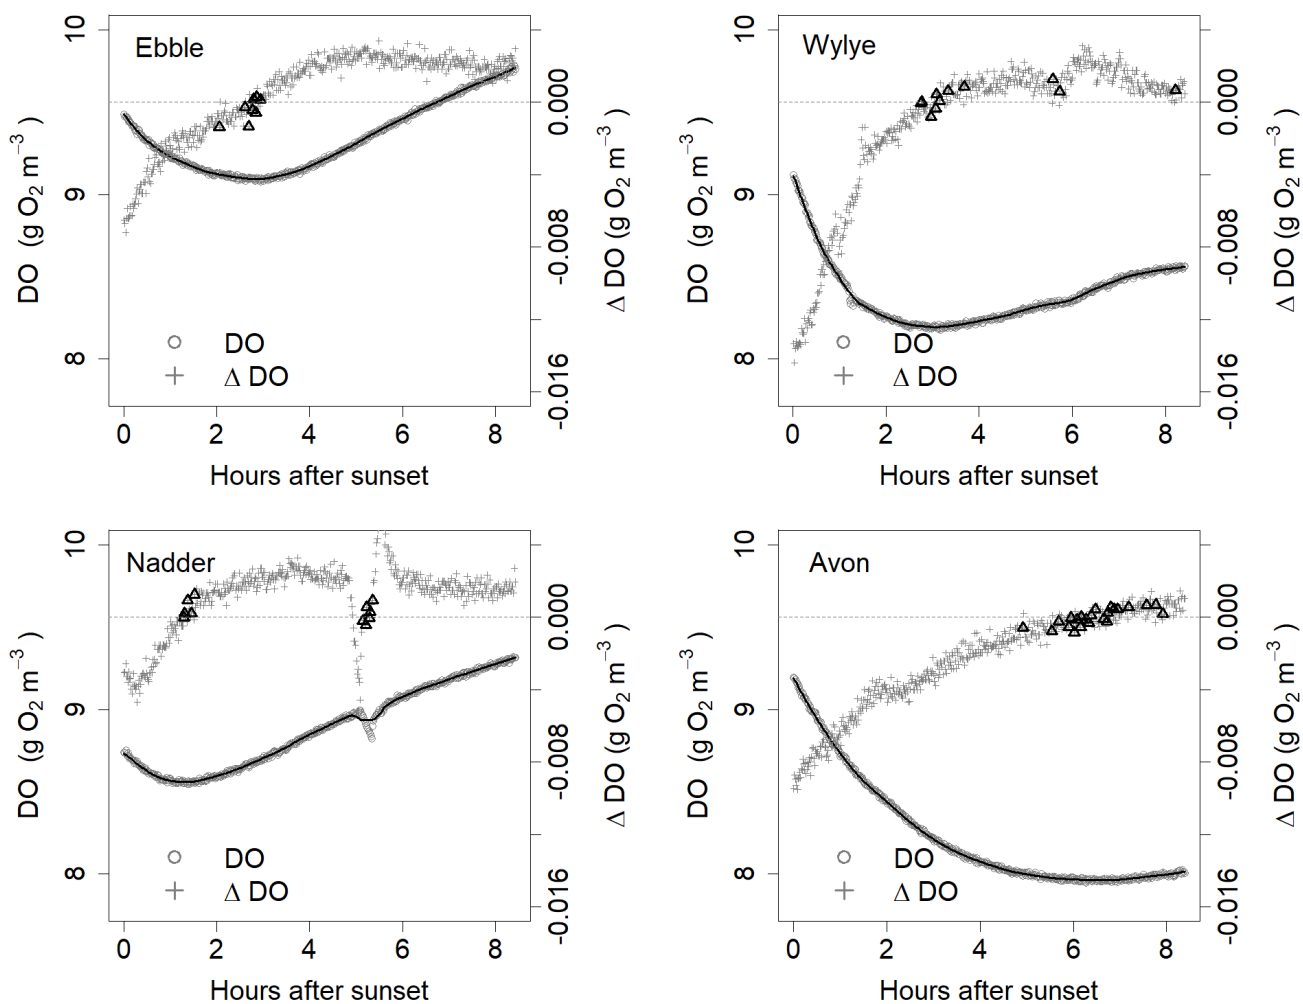 Ebble
10
9
8
DO (g O₂ m⁻³)
0.000
-0.008
-0.016
Δ DO (g O₂ m⁻³)
DO
Δ DO
0 2 4 6 8
Hours after sunset
Wylye
10
9
8
DO (g O₂ m⁻³)
0.000
-0.008
-0.016
Δ DO (g O₂ m⁻³)
DO
Δ DO
0 2 4 6 8
Hours after sunset
Nadder
10
9
8
DO (g O₂ m⁻³)
0.000
-0.008
-0.016
Δ DO (g O₂ m⁻³)
DO
Δ DO
0 2 4 6 8
Hours after sunset
Avon
10
9
8
DO (g O₂ m⁻³)
0.000
-0.008
-0.016
Δ DO (g O₂ m⁻³)
DO
Δ DO
0 2 4 6 8
Hours after sunset